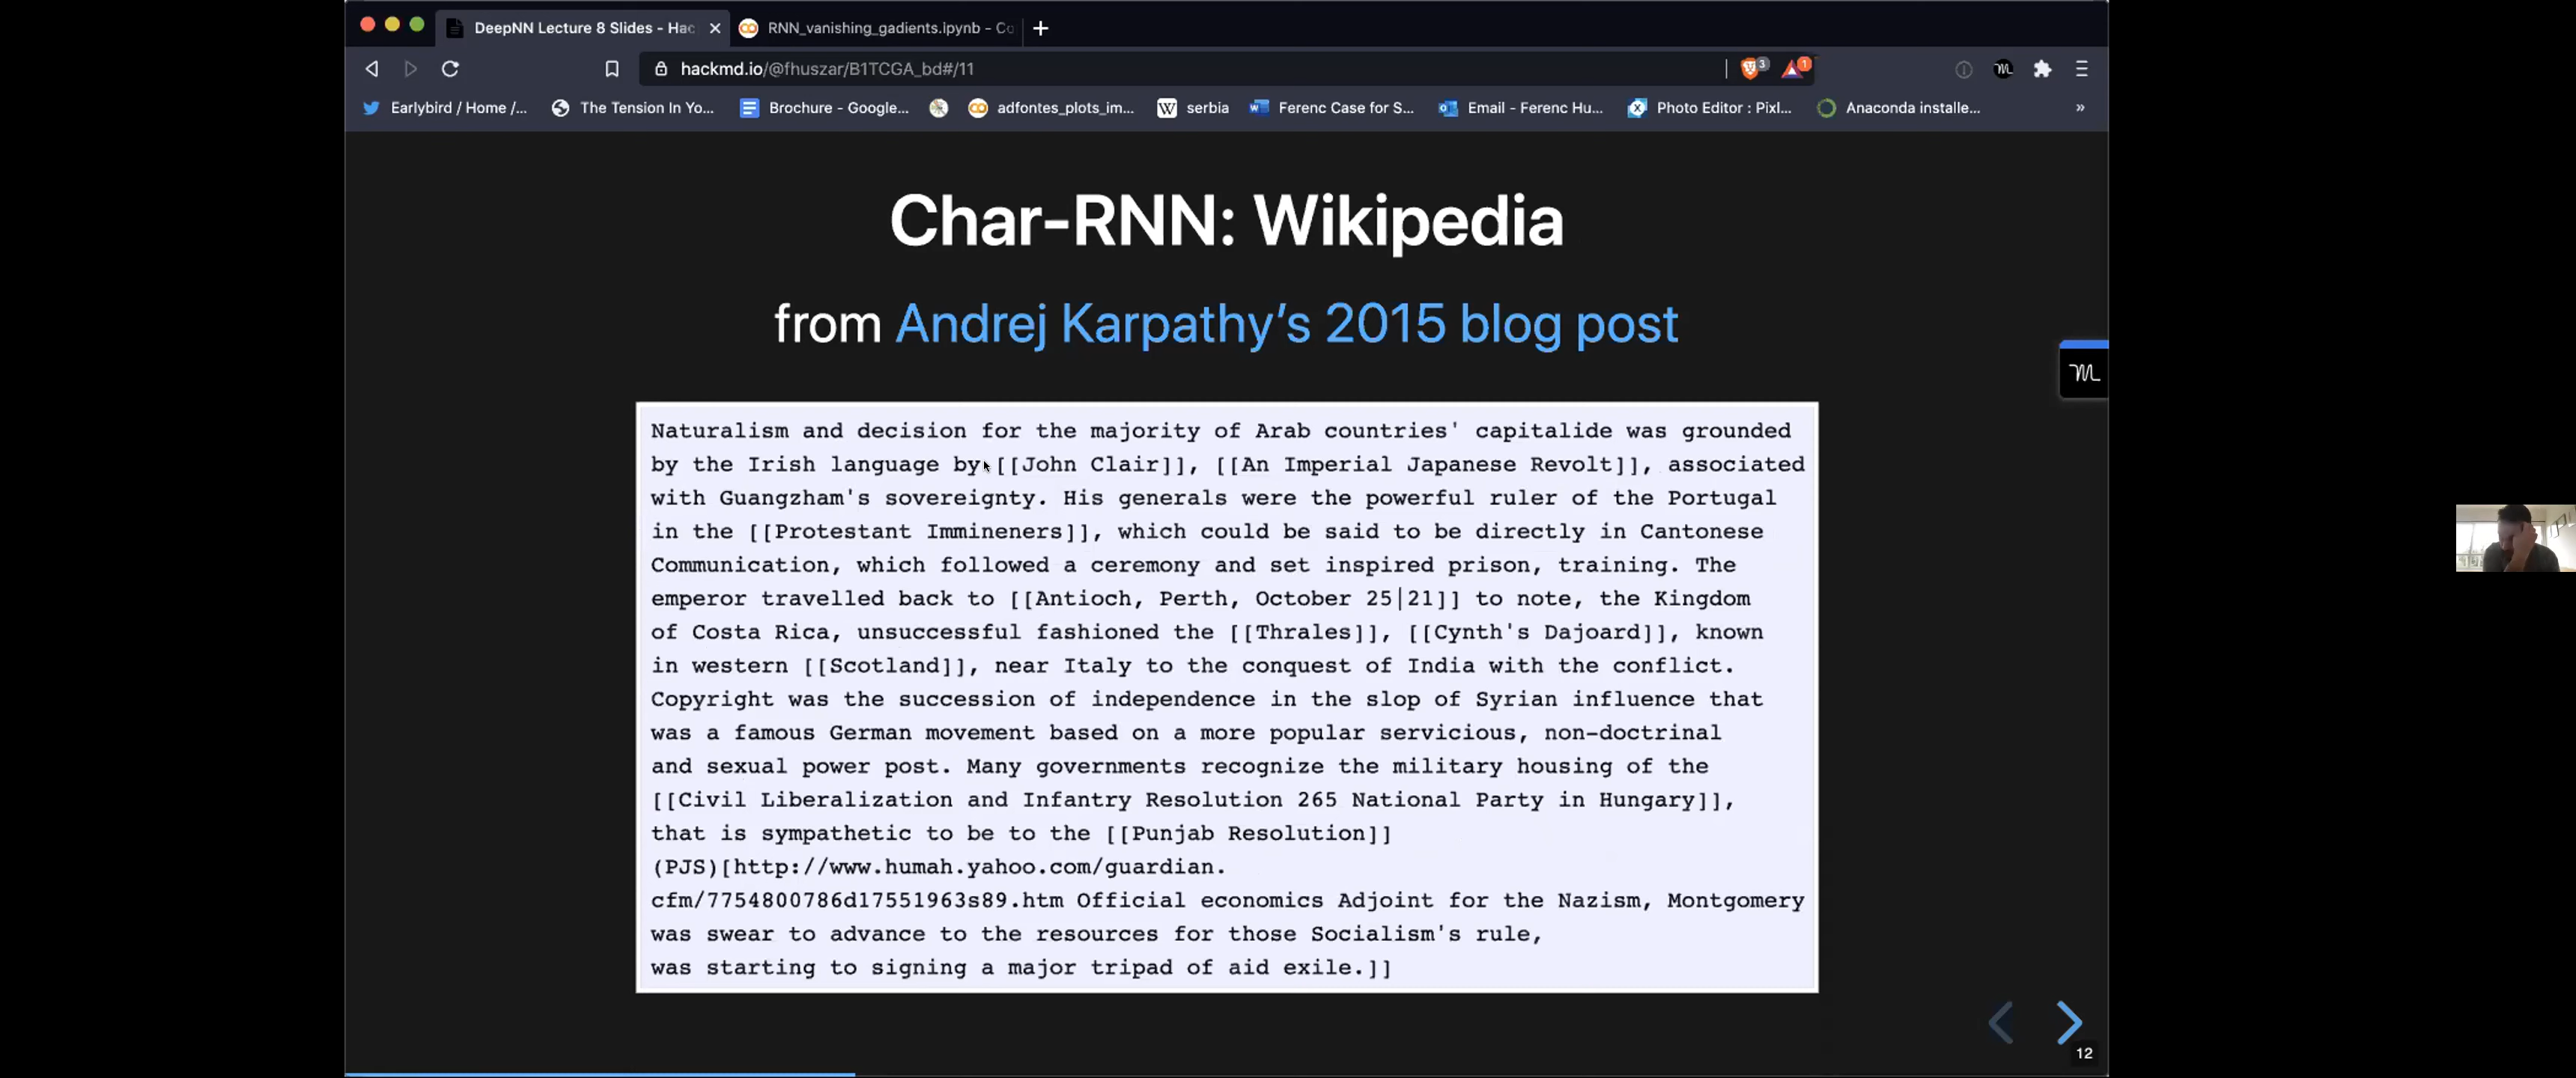 DeepNN Lecture 8 Slides - Hac
RNN_vanishing_gadients.ipynb - Co
hackmd.io/@fhuszar/B1TCGA_bd#/11
3
1
Earlybird / Home /...
The Tension In Yo...
Brochure - Google...
adfontes_plots_im...
W
serbia
Ferenc Case for S...
Email - Ferenc Hu...
Photo Editor : Pixl...
Anaconda installe...
»
Char-RNN: Wikipedia
from Andrej Karpathy's 2015 blog post
Naturalism and decision for the majority of Arab countries' capitalide was grounded
by the Irish language by [[John Clair]], [[An Imperial Japanese Revolt]], associated
with Guangzham's sovereignty. His generals were the powerful ruler of the Portugal
in the [[Protestant Immineners]], which could be said to be directly in Cantonese
Communication, which followed a ceremony and set inspired prison, training. The
emperor travelled back to [[Antioch, Perth, October 25|21]] to note, the Kingdom
of Costa Rica, unsuccessful fashioned the [[Thrales]], [[Cynth's Dajoard]], known
in western [[Scotland]], near Italy to the conquest of India with the conflict.
Copyright was the succession of independence in the slop of Syrian influence that
was a famous German movement based on a more popular servicious, non-doctrinal
and sexual power post. Many governments recognize the military housing of the
[[Civil Liberalization and Infantry Resolution 265 National Party in Hungary]],
that is sympathetic to be to the [[Punjab Resolution]]
(PJS)[http://www.humah.yahoo.com/guardian.
cfm/7754800786d17551963s89.htm Official economics Adjoint for the Nazism, Montgomery
was swear to advance to the resources for those Socialism's rule,
was starting to signing a major tripad of aid exile.]]
12